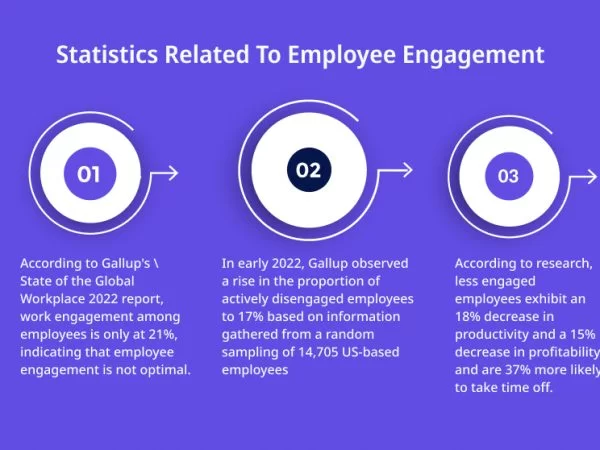 Statistics Related To Employee Engagement
01
02
03
According to Gallup's \
State of the Global
Workplace 2022 report,
work engagement among
employees is only at 21%,
indicating that employee
engagement is not optimal.
In early 2022, Gallup observed
a rise in the proportion of
actively disengaged employees
to 17% based on information
gathered from a random
sampling of 14,705 US-based
employees
According to research,
less engaged
employees exhibit an
18% decrease in
productivity and a 15%
decrease in profitability
and are 37% more likely
to take time off.